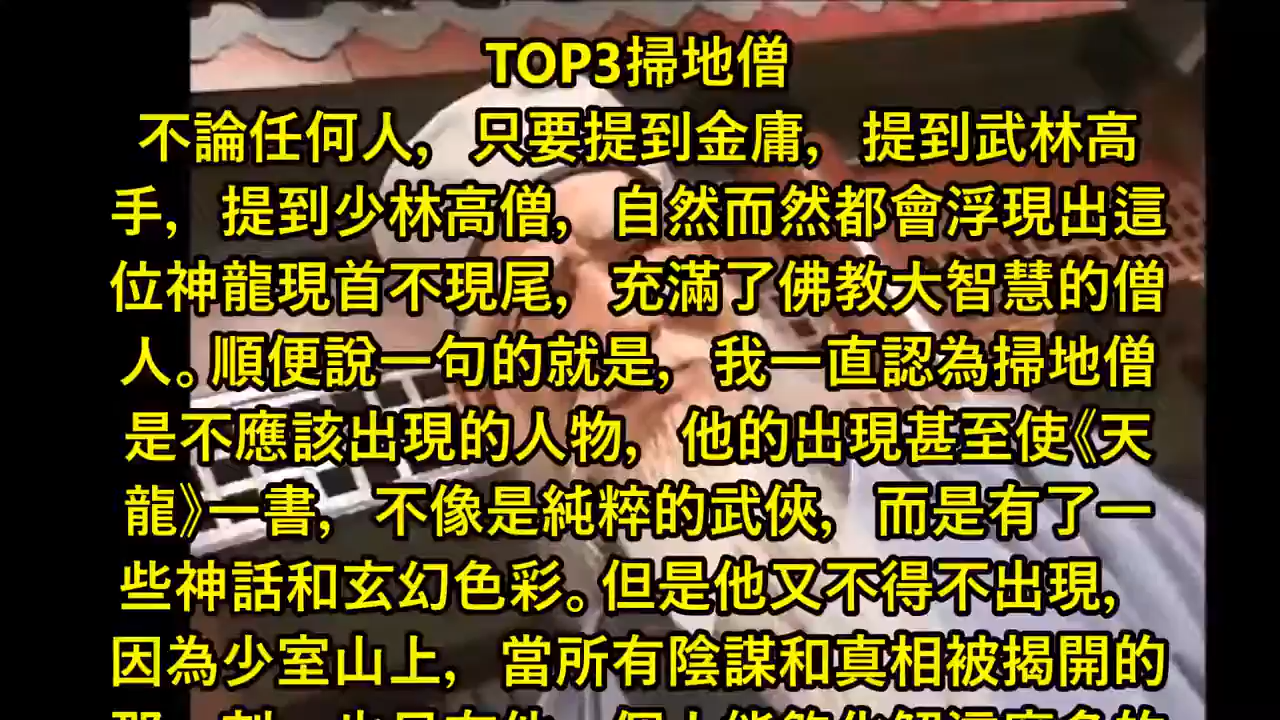 TOP3掃地僧
不論任何人，只要提到金庸，提到武林高
手，提到少林高僧，自然而然都會浮現出這
位神龍現首不現尾，充滿了佛教大智慧的僧
人。順便說一句的就是，我一直認為掃地僧
是不應該出現的人物，他的出現甚至使《天
龍》一書，不像是純粹的武俠，而是有了一
些神話和玄幻色彩。但是他又不得不出現，
因為少室山上，當所有陰謀和真相被揭開的